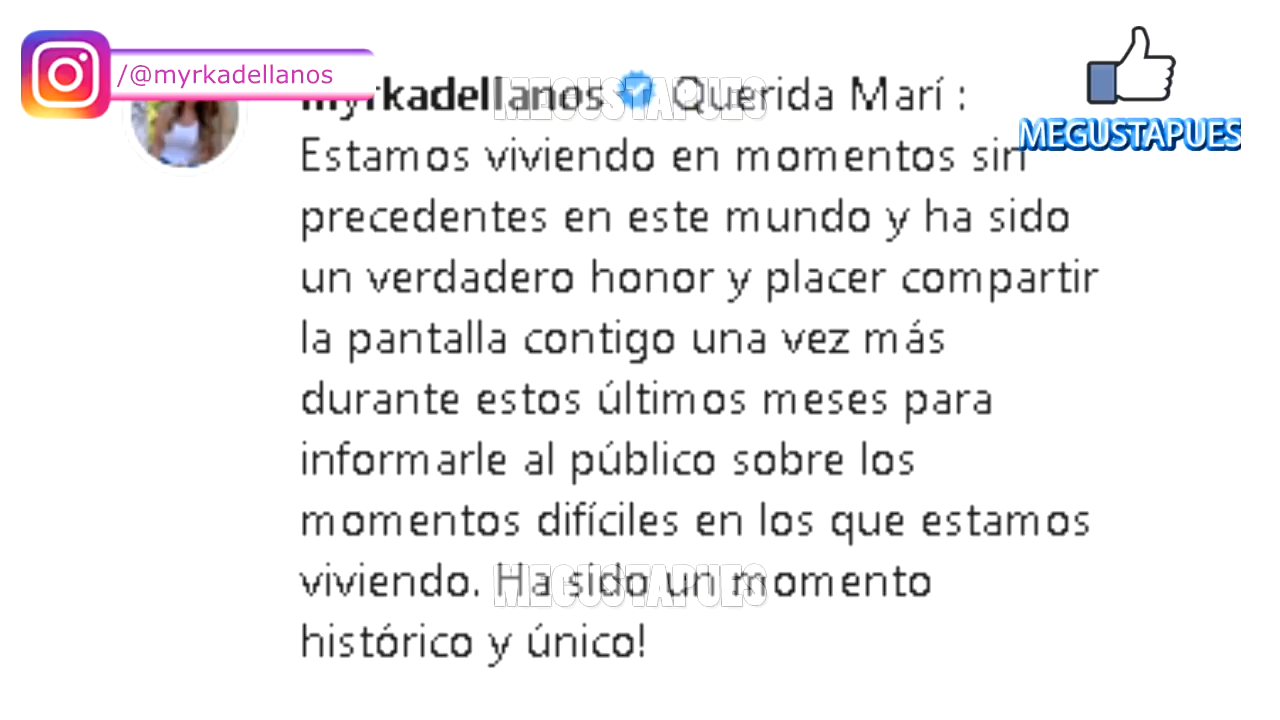 /@myrkadellanos
MEGUSTAPUES
myrkadellanos Querida Marí :
MEGUSTAPUES
Estamos viviendo en momentos sin
precedentes en este mundo y ha sido
un verdadero honor y placer compartir
la pantalla contigo una vez más
durante estos últimos meses para
informarle al público sobre los
momentos difíciles en los que estamos
viviendo. Ha sido un momento
MEGUSTAPUES
histórico y único!